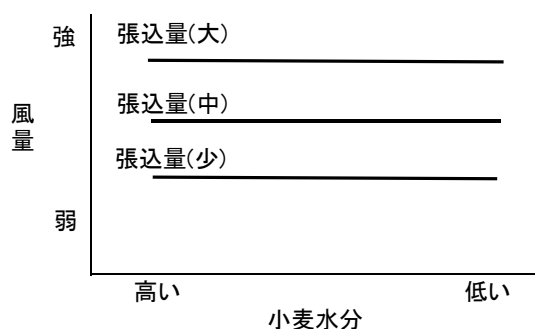 強
張込量(大)
張込量(中)
風量
張込量(少)
弱
高い
低い
小麦水分